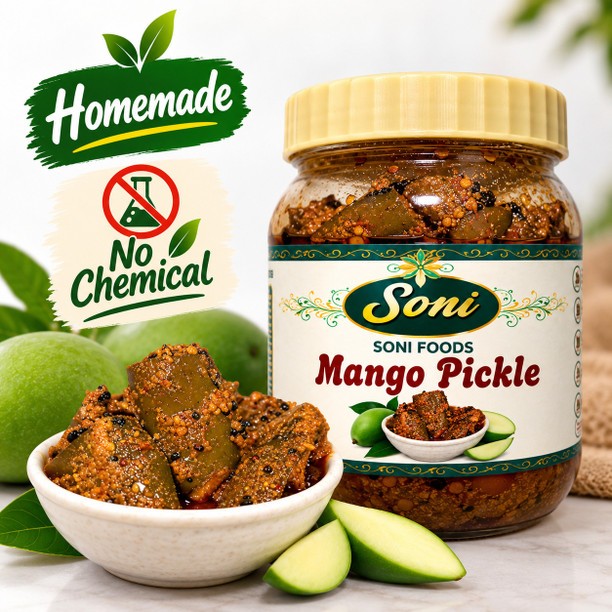 Homemade
No
Chemical
Soni
SONI FOODS
Mango Pickle